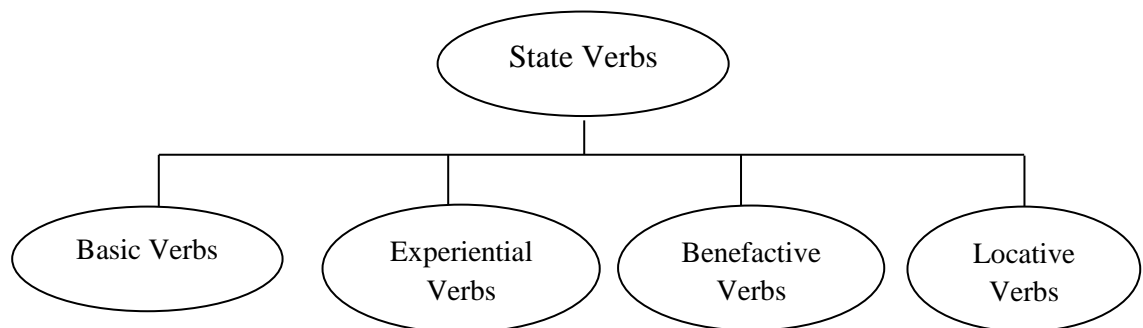 State Verbs
Basic Verbs
Experiential
Verbs
Benefactive
Verbs
Locative
Verbs